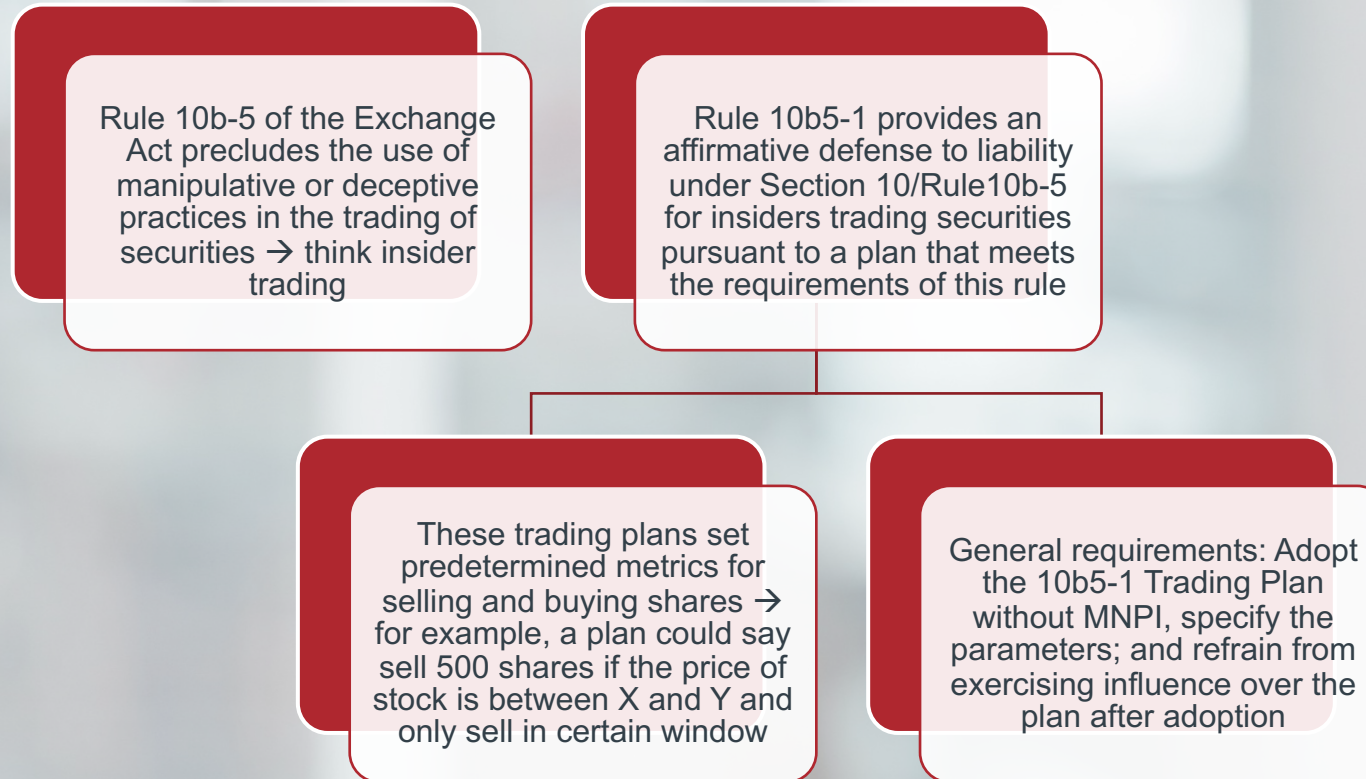 Rule 10b-5 of the Exchange
Act precludes the use of
manipulative or deceptive
practices in the trading of
securities → think insider
trading
Rule 10b5-1 provides an
affirmative defense to liability
under Section 10/Rule10b-5
for insiders trading securities
pursuant to a plan that meets
the requirements of this rule
These trading plans set
predetermined metrics for
selling and buying shares →
for example, a plan could say
sell 500 shares if the price of
stock is between X and Y and
only sell in certain window
General requirements: Adopt
the 10b5-1 Trading Plan
without MNPI, specify the
parameters; and refrain from
exercising influence over the
plan after adoption